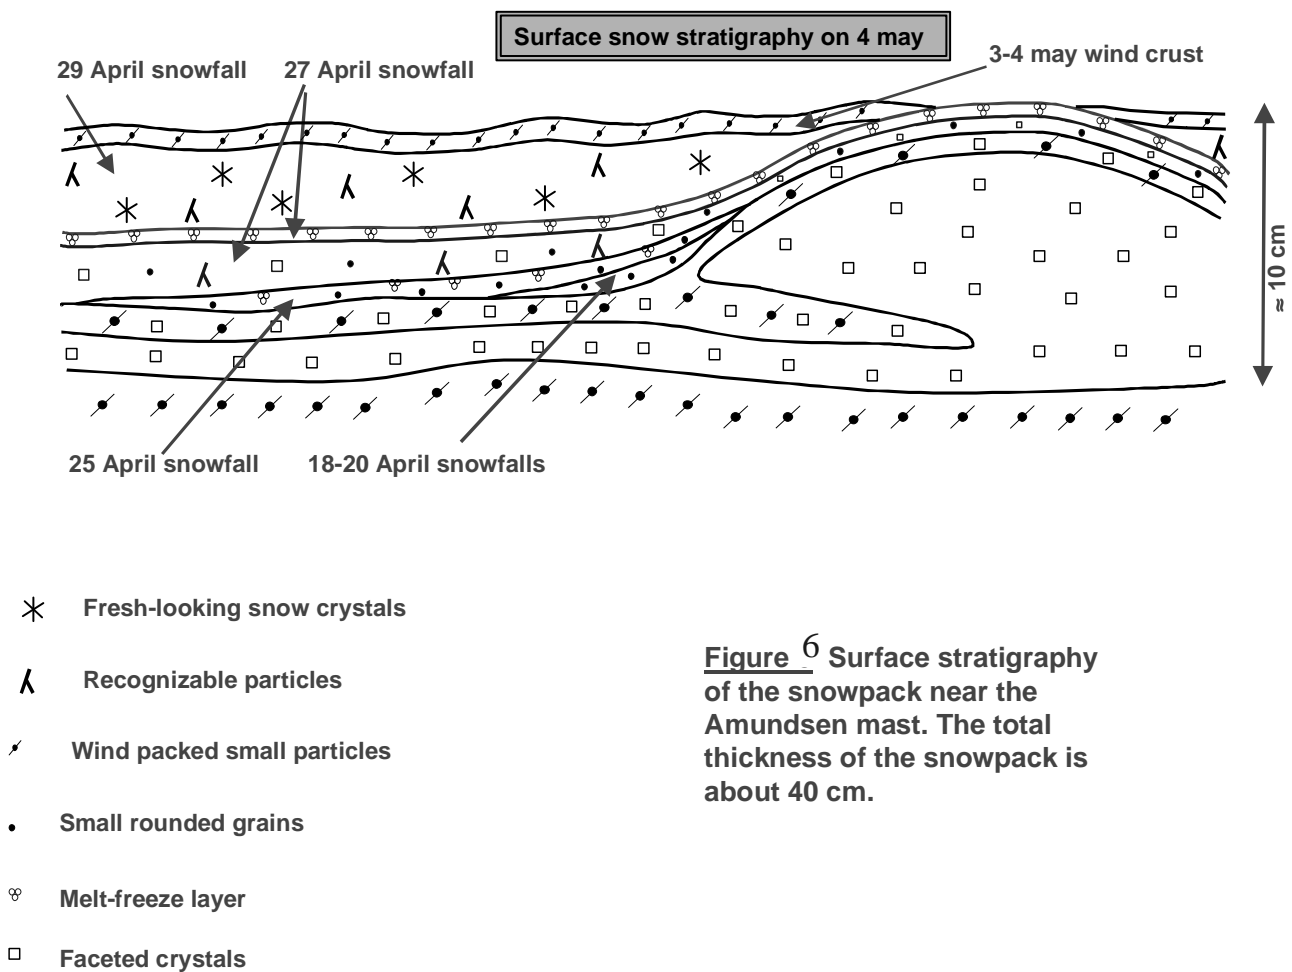 Surface snow stratigraphy on 4 may
29 April snowfall
27 April snowfall
3-4 may wind crust
≈ 10 cm
25 April snowfall
18-20 April snowfalls
Fresh-looking snow crystals
Recognizable particles
Wind packed small particles
Small rounded grains
Melt-freeze layer
Faceted crystals
Figure 6 Surface stratigraphy
of the snowpack near the
Amundsen mast. The total
thickness of the snowpack is
about 40 cm.